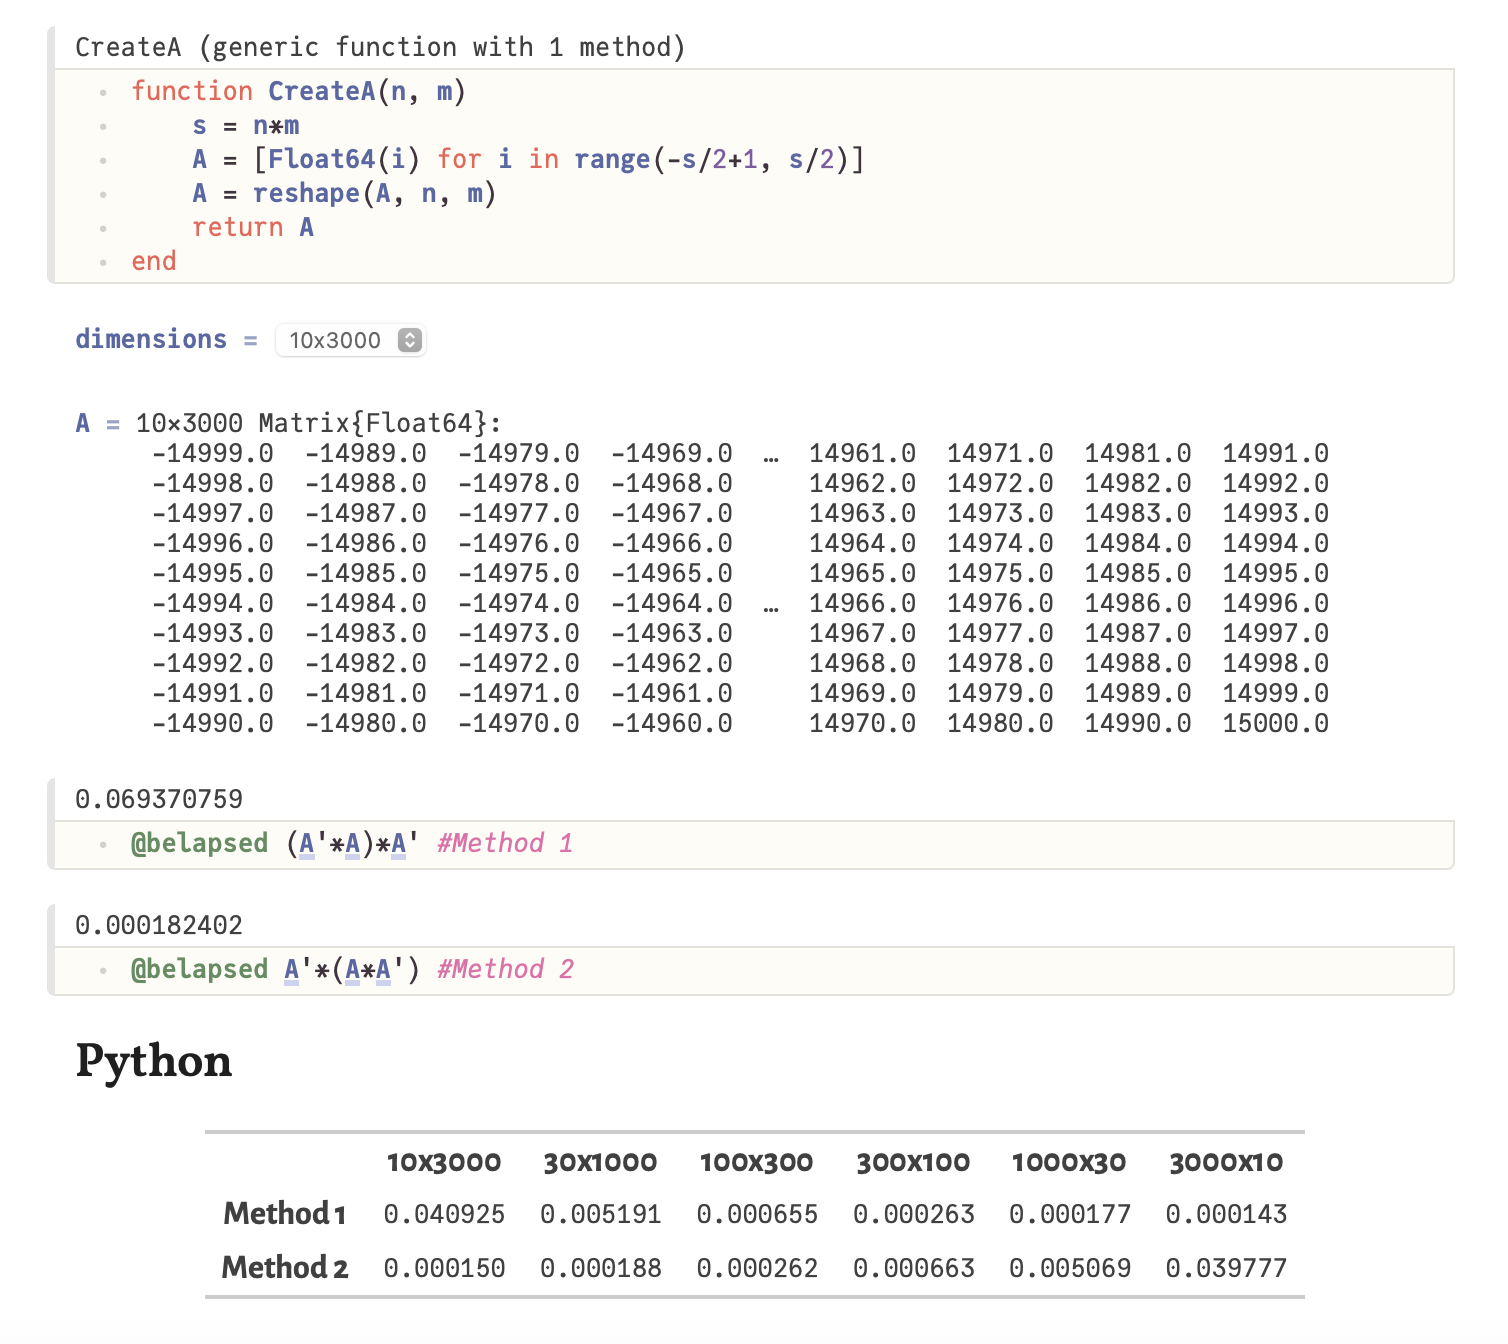 CreateA (generic function with 1 method)
function CreateA(n, m)
s = n*m
A = [Float64(i) for i in range(-s/2+1, s/2)]
A = reshape(A, n, m)
return A
end
dimensions = 10x3000
A = 10×3000 Matrix{Float64}:
-14999.0 -14989.0 -14979.0 -14969.0 … 14961.0 14971.0 14981.0 14991.0
-14998.0 -14988.0 -14978.0 -14968.0 14962.0 14972.0 14982.0 14992.0
-14997.0 -14987.0 -14977.0 -14967.0 14963.0 14973.0 14983.0 14993.0
-14996.0 -14986.0 -14976.0 -14966.0 14964.0 14974.0 14984.0 14994.0
-14995.0 -14985.0 -14975.0 -14965.0 14965.0 14975.0 14985.0 14995.0
-14994.0 -14984.0 -14974.0 -14964.0 … 14966.0 14976.0 14986.0 14996.0
-14993.0 -14983.0 -14973.0 -14963.0 14967.0 14977.0 14987.0 14997.0
-14992.0 -14982.0 -14972.0 -14962.0 14968.0 14978.0 14988.0 14998.0
-14991.0 -14981.0 -14971.0 -14961.0 14969.0 14979.0 14989.0 14999.0
-14990.0 -14980.0 -14970.0 -14960.0 14970.0 14980.0 14990.0 15000.0
0.069370759
@belapsed (A'*A)*A' #Method 1
0.000182402
@belapsed A'*(A*A') #Method 2
Python
10x3000 30x1000 100x300 300x100 1000x30 3000x10
Method 1 0.040925 0.005191 0.000655 0.000263 0.000177 0.000143
Method 2 0.000150 0.000188 0.000262 0.000663 0.005069 0.039777